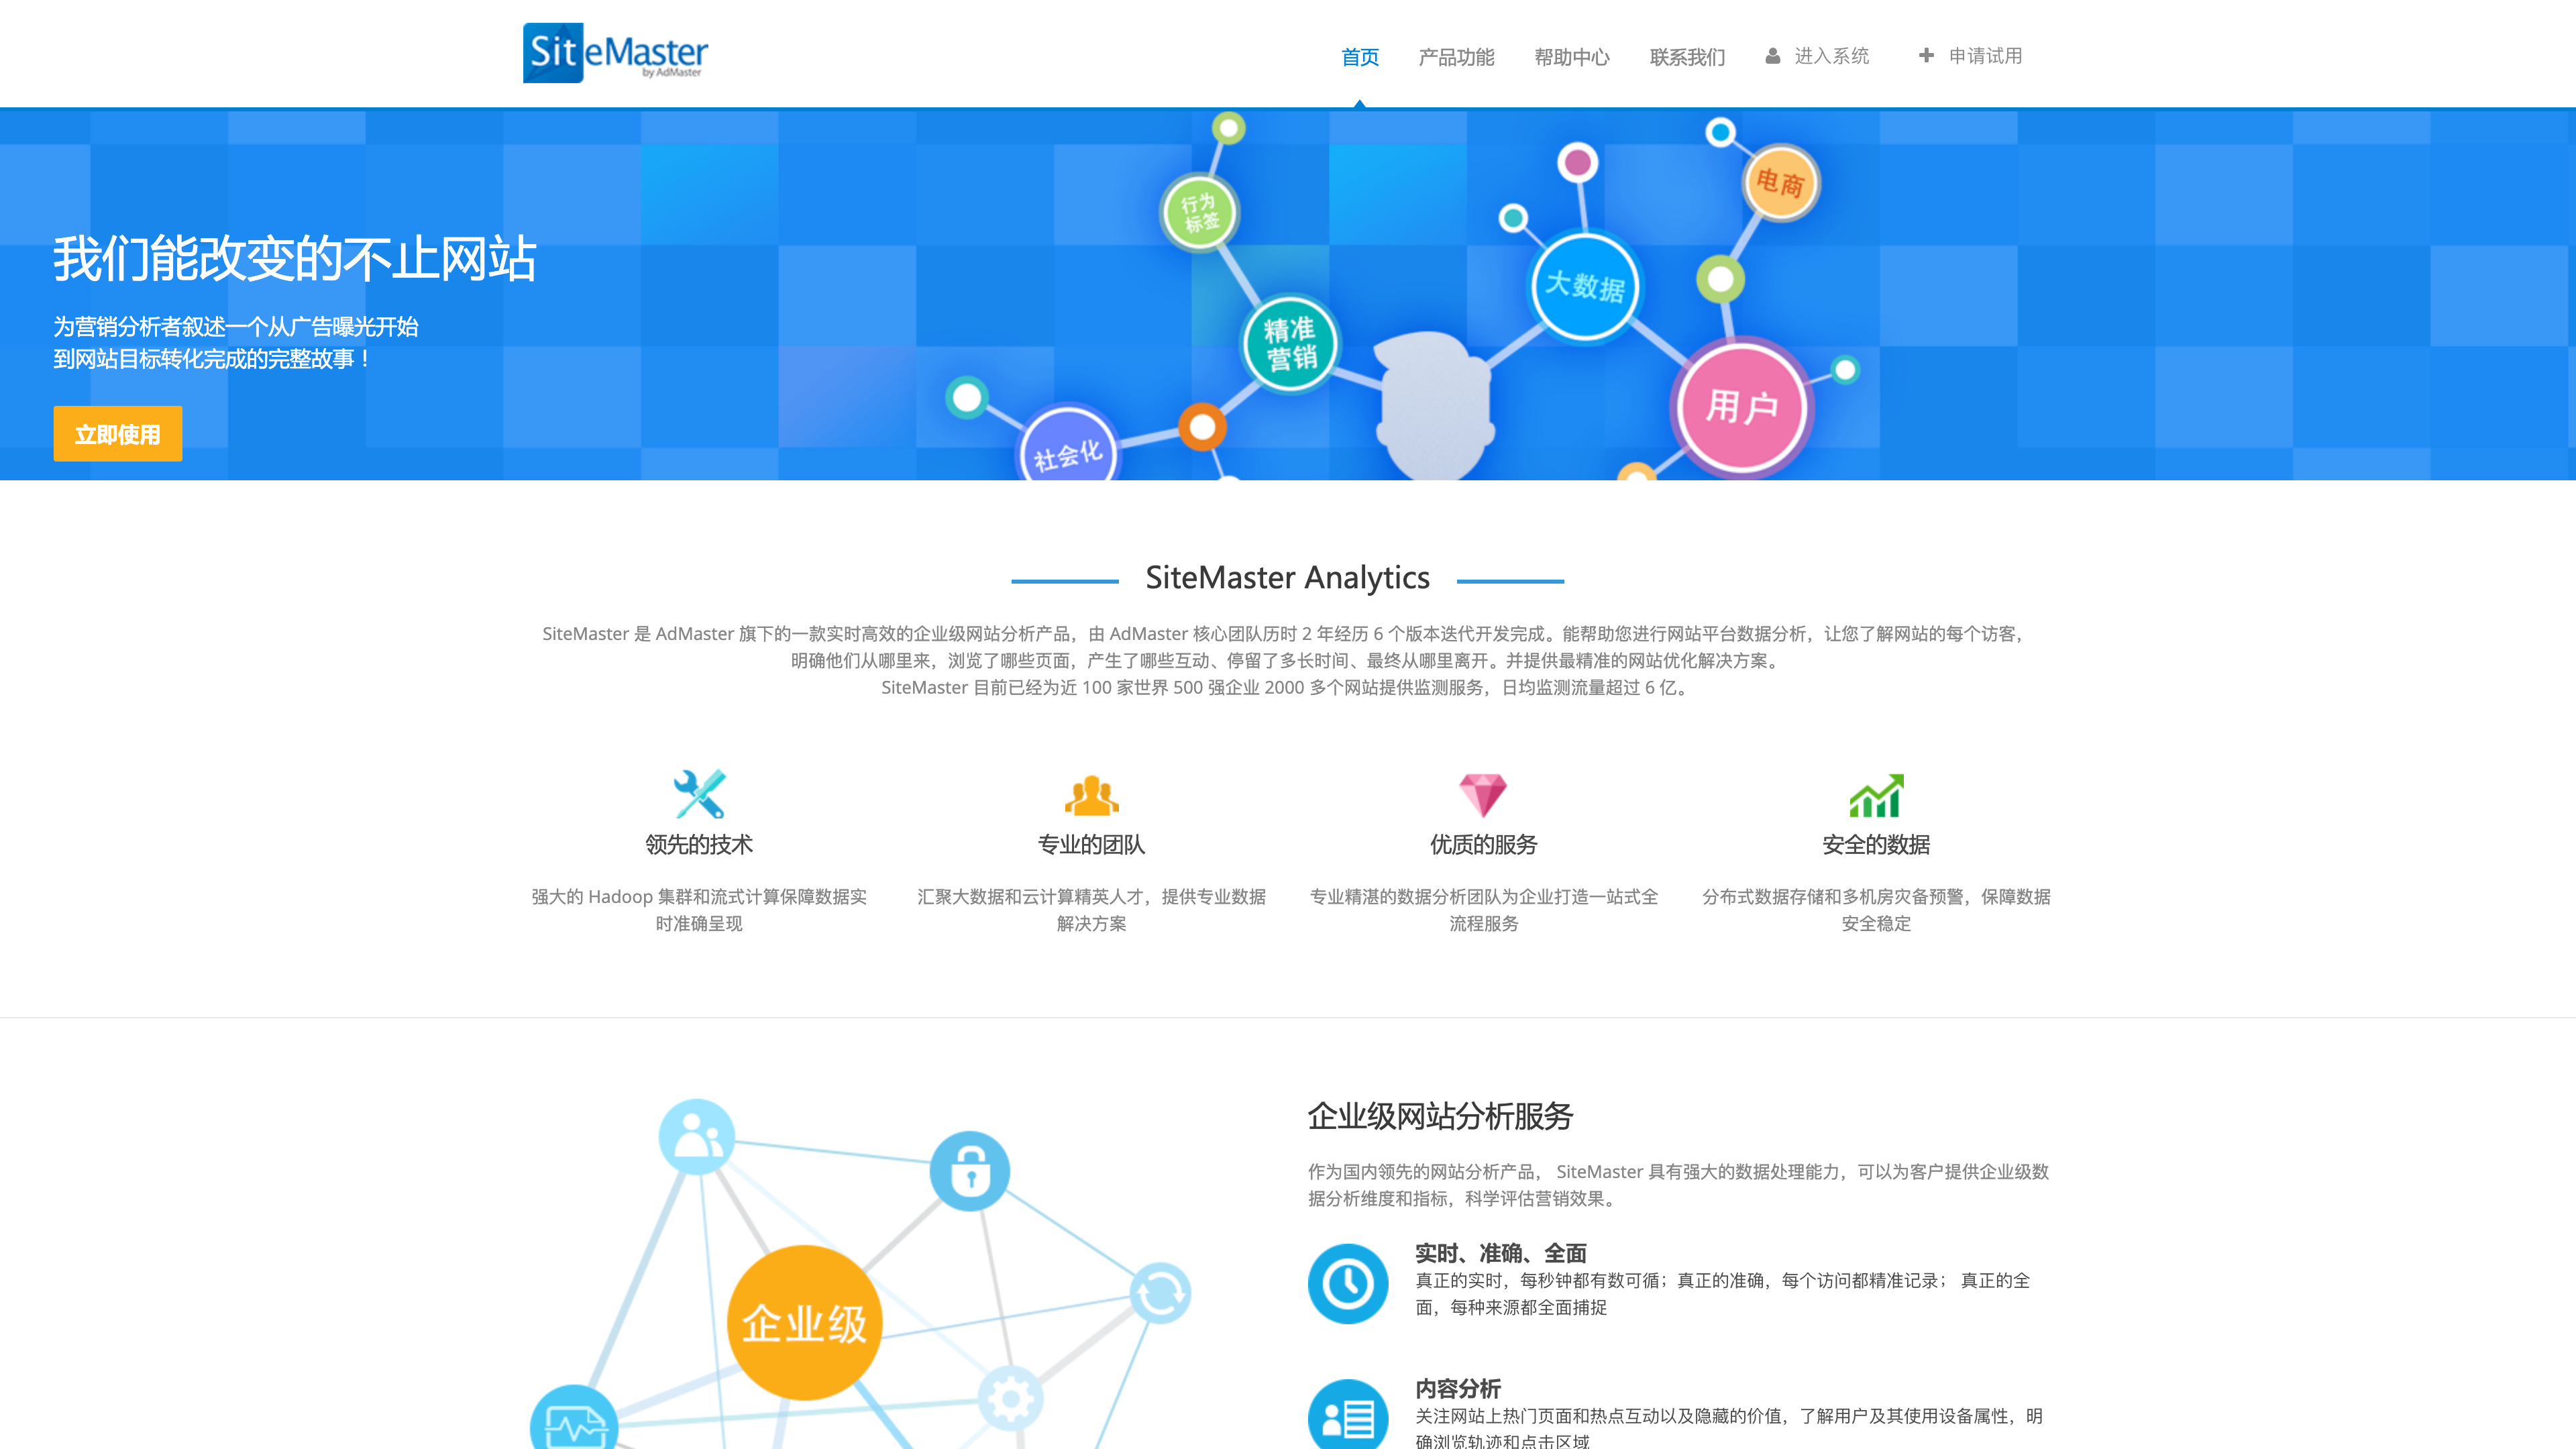 SiteMaster
by AdMaster
首页
产品功能
帮助中心
联系我们
进入系统
申请试用
我们能改变的不止网站
为营销分析者叙述一个从广告曝光开始
到网站目标转化完成的完整故事！
立即使用
行为
标签
精准
营销
社会化
大数据
电商
用户
SiteMaster Analytics
SiteMaster 是 AdMaster 旗下的一款实时高效的企业级网站分析产品，由 AdMaster 核心团队历时 2 年经历 6 个版本迭代开发完成。能帮助您进行网站平台数据分析，让您了解网站的每个访客，
明确他们从哪里来，浏览了哪些页面，产生了哪些互动、停留了多长时间、最终从哪里离开。并提供最精准的网站优化解决方案。
SiteMaster 目前已经为近 100 家世界 500 强企业 2000 多个网站提供监测服务，日均监测流量超过 6 亿。
领先的技术
强大的 Hadoop 集群和流式计算保障数据实
时准确呈现
专业的团队
汇聚大数据和云计算精英人才，提供专业数据
解决方案
优质的服务
专业精湛的数据分析团队为企业打造一站式全
流程服务
安全的数据
分布式数据存储和多机房灾备预警，保障数据
安全稳定
企业级
企业级网站分析服务
作为国内领先的网站分析产品， SiteMaster 具有强大的数据处理能力，可以为客户提供企业级数
据分析维度和指标，科学评估营销效果。
实时、准确、全面
真正的实时，每秒钟都有数可循；真正的准确，每个访问都精准记录； 真正的全
面，每种来源都全面捕捉
内容分析
关注网站上热门页面和热点互动以及隐藏的价值，了解用户及其使用设备属性，明
确浏览轨迹和点击区域